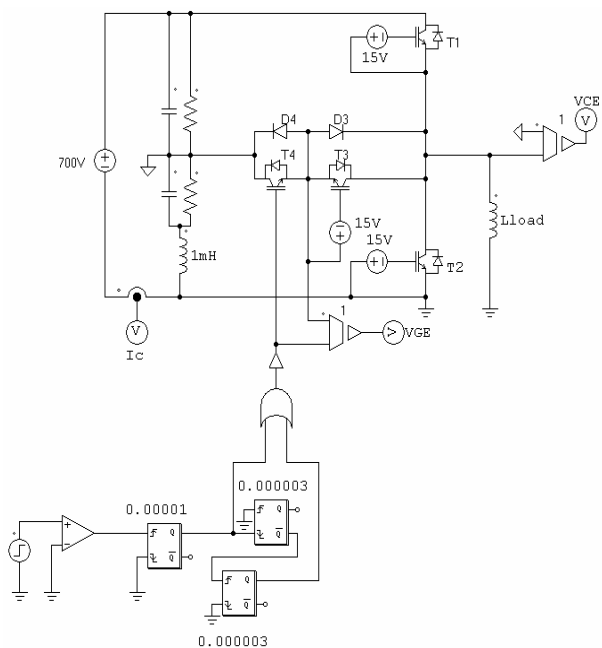 T1
15V
VCE
V
1
D4
D3
T4
T3
700V
15V
15V
Lload
1mH
T2
V
Ic
1
V
VGE
0.000003
0.00001
Q
Q
Q
Q
Q
Q
0.000003